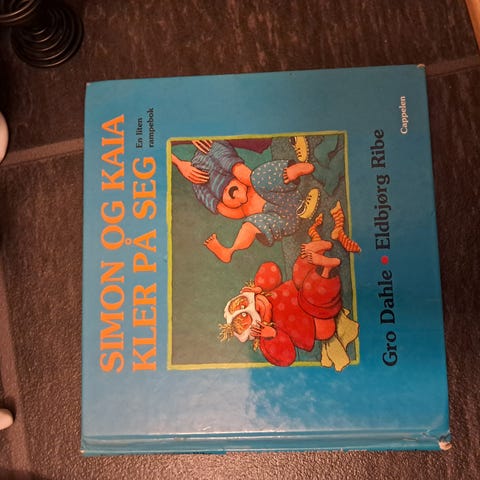 SIMON OG KAIA
KLER PÅ SEG
En liten
rampebok
Gro Dahle • Eldbjørg Ribe
Cappelen